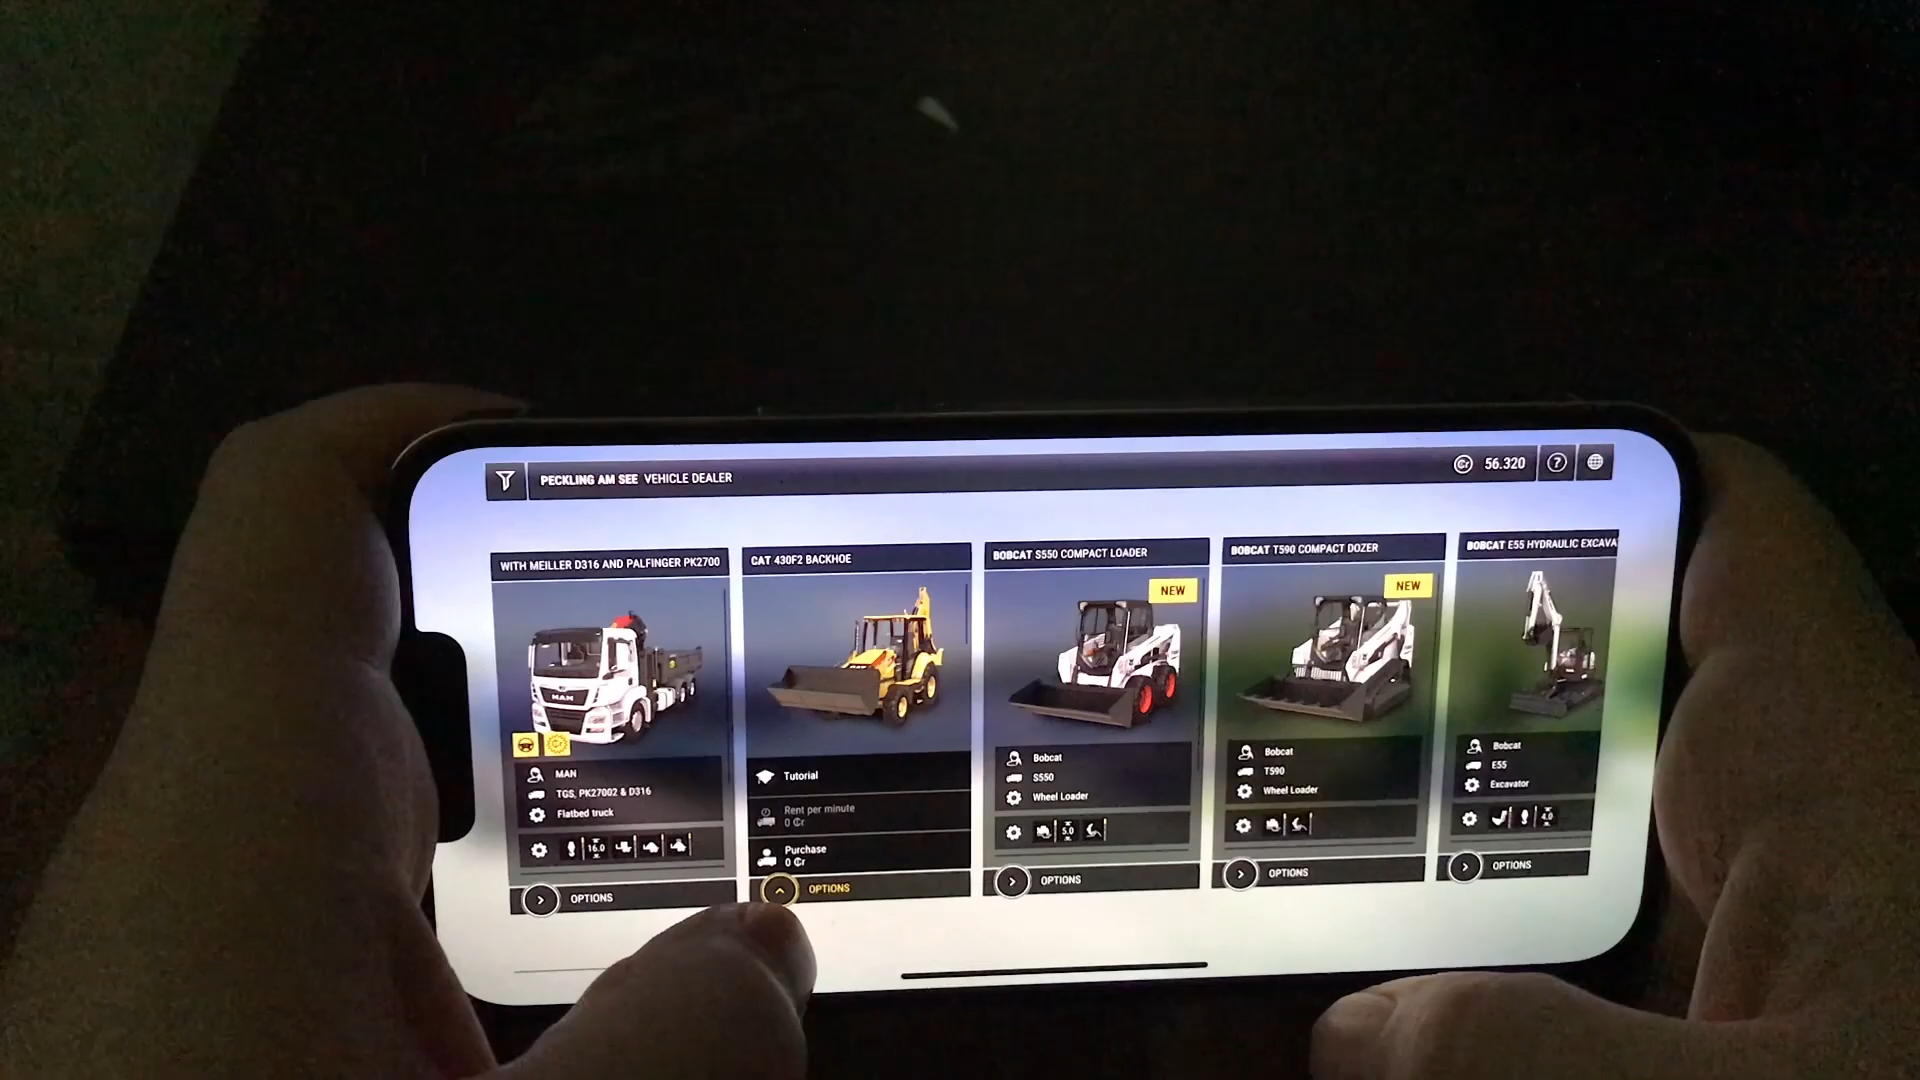 PECKLING AM SEE VEHICLE DEALER
56.320
?
WITH MEILLER D316 AND PALFINGER PK2700
MAN
MAN
TGS, PK27002 & D316
Flatbed truck
16.0
OPTIONS
CAT 430F2 BACKHOE
Tutorial
Rent per minute
0 Cr
Purchase
0 Cr
OPTIONS
BOBCAT S550 COMPACT LOADER
NEW
Bobcat
S550
Wheel Loader
5.0
OPTIONS
BOBCAT T590 COMPACT DOZER
NEW
Bobcat
T590
Wheel Loader
OPTIONS
BOBCAT E55 HYDRAULIC EXCAVA
Bobcat
E55
Excavator
4.0
OPTIONS